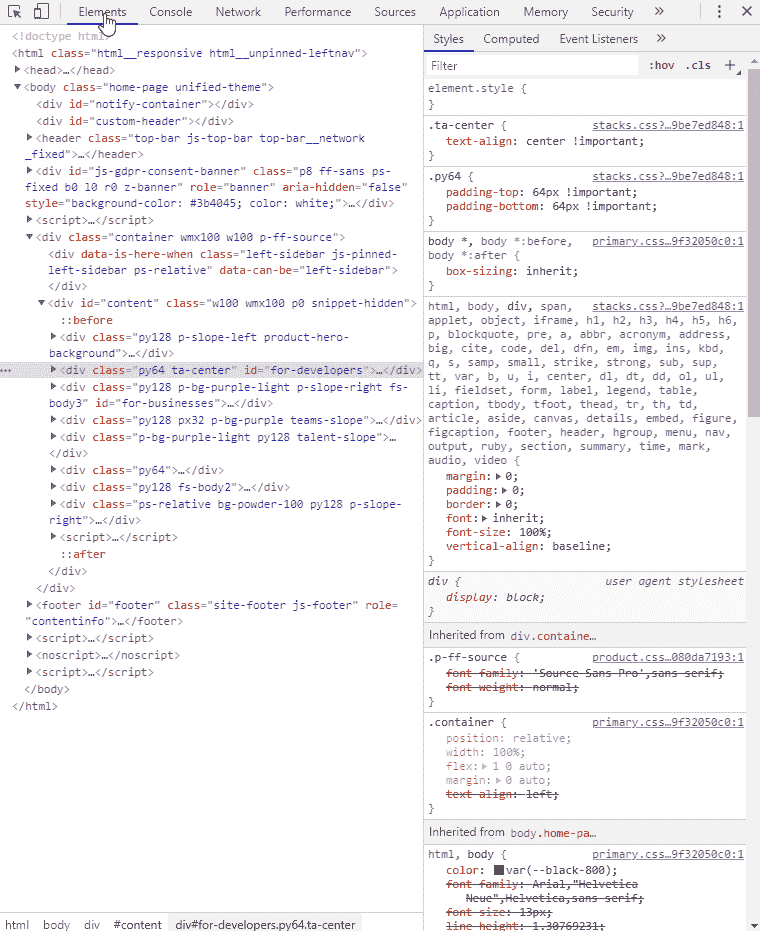 Elements Console Network Performance Sources Application Memory Security »
<!doctype html>
<html class="html__responsive html__unpinned-leftnav">
<head>…</head>
<body class="home-page unified-theme">
<div id="notify-container"></div>
<div id="custom-header"></div>
<header class="top-bar js-top-bar top-bar__network
_fixed">…</header>
<div id="js-gdpr-consent-banner" class="p8 ff-sans ps-
fixed b0 l0 r0 z-banner" role="banner" aria-hidden="false"
style="background-color: #3b4045; color: white;">…</div>
<script>…</script>
<div class="container wmx100 w100 p-ff-source">
<div data-is-here-when class="left-sidebar js-pinned-
left-sidebar ps-relative" data-can-be="left-sidebar">
</div>
<div id="content" class="w100 wmx100 p0 snippet-hidden">
::before
<div class="py128 p-slope-left product-hero-
background">…</div>
<div class="py64 ta-center" id="for-developers">…</div>
<div class="py128 p-bg-purple-light p-slope-right fs-
body3" id="for-businesses">…</div>
<div class="py128 px32 p-bg-purple teams-slope">…</div>
<div class="p-bg-purple-light py128 talent-slope">…
</div>
<div class="py64">…</div>
<div class="py128 fs-body2">…</div>
<div class="ps-relative bg-powder-100 py128 p-slope-
right">…</div>
<script>…</script>
::after
</div>
</div>
<footer id="footer" class="site-footer js-footer" role=
"contentinfo">…</footer>
<script>…</script>
<noscript>…</noscript>
<script>…</script>
</body>
</html>
html body div #content div#for-developers.py64.ta-center
Styles Computed Event Listeners »
Filter :hov .cls +
element.style {
}
.ta-center { stacks.css?…9be7ed848:1
text-align: center !important;
}
.py64 { stacks.css?…9be7ed848:1
padding-top: 64px !important;
padding-bottom: 64px !important;
}
body *, body *:before, primary.css…9f32050c0:1
body *:after {
box-sizing: inherit;
}
html, body, div, span, stacks.css?…9be7ed848:1
applet, object, iframe, h1, h2, h3, h4, h5, h6,
p, blockquote, pre, a, abbr, acronym, address,
big, cite, code, del, dfn, em, img, ins, kbd,
q, s, samp, small, strike, strong, sub, sup,
tt, var, b, u, i, center, dl, dt, dd, ol, ul,
li, fieldset, form, label, legend, table,
caption, tbody, tfoot, thead, tr, th, td,
article, aside, canvas, details, embed, figure,
figcaption, footer, header, hgroup, menu, nav,
output, ruby, section, summary, time, mark,
audio, video {
margin: 0;
padding: 0;
border: 0;
font: inherit;
font-size: 100%;
vertical-align: baseline;
}
div { user agent stylesheet
display: block;
}
Inherited from div.containe…
.p-ff-source { product.css…080da7193:1
font-family: 'Source Sans Pro',sans-serif;
font-weight: normal;
}
.container { primary.css…9f32050c0:1
position: relative;
width: 100%;
flex: 1 0 auto;
margin: 0 auto;
text-align: left;
}
Inherited from body.home-pa…
html, body { primary.css…9f32050c0:1
color: var(--black-800);
font-family: Arial,"Helvetica
Neue",Helvetica,sans-serif;
font-size: 13px;
line-height: 1.30769231;